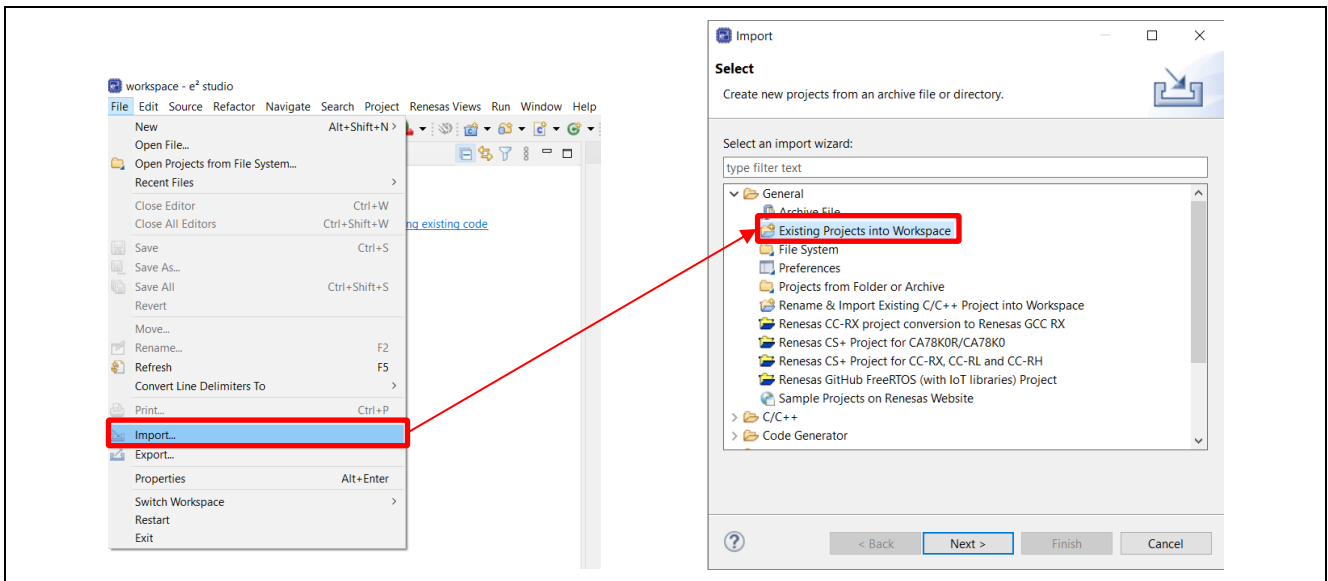 workspace - e² studio
File Edit Source Refactor Navigate Search Project Renesas Views Run Window Help
New Alt+Shift+N >
Open File...
Open Projects from File System...
Recent Files >
Close Editor Ctrl+W
Close All Editors Ctrl+Shift+W
ng existing code
Save Ctrl+S
Save As...
Save All Ctrl+Shift+S
Revert
Move...
Rename... F2
Refresh F5
Convert Line Delimiters To >
Print... Ctrl+P
Import...
Export...
Properties Alt+Enter
Switch Workspace >
Restart
Exit
Import
Select
Create new projects from an archive file or directory.
Select an import wizard:
type filter text
General
Archive File
Existing Projects into Workspace
File System
Preferences
Projects from Folder or Archive
Rename & Import Existing C/C++ Project into Workspace
Renesas CC-RX project conversion to Renesas GCC RX
Renesas CS+ Project for CA78K0R/CA78K0
Renesas CS+ Project for CC-RX, CC-RL and CC-RH
Renesas GitHub FreeRTOS (with IoT libraries) Project
Sample Projects on Renesas Website
> C/C++
> Code Generator
? < Back Next > Finish Cancel